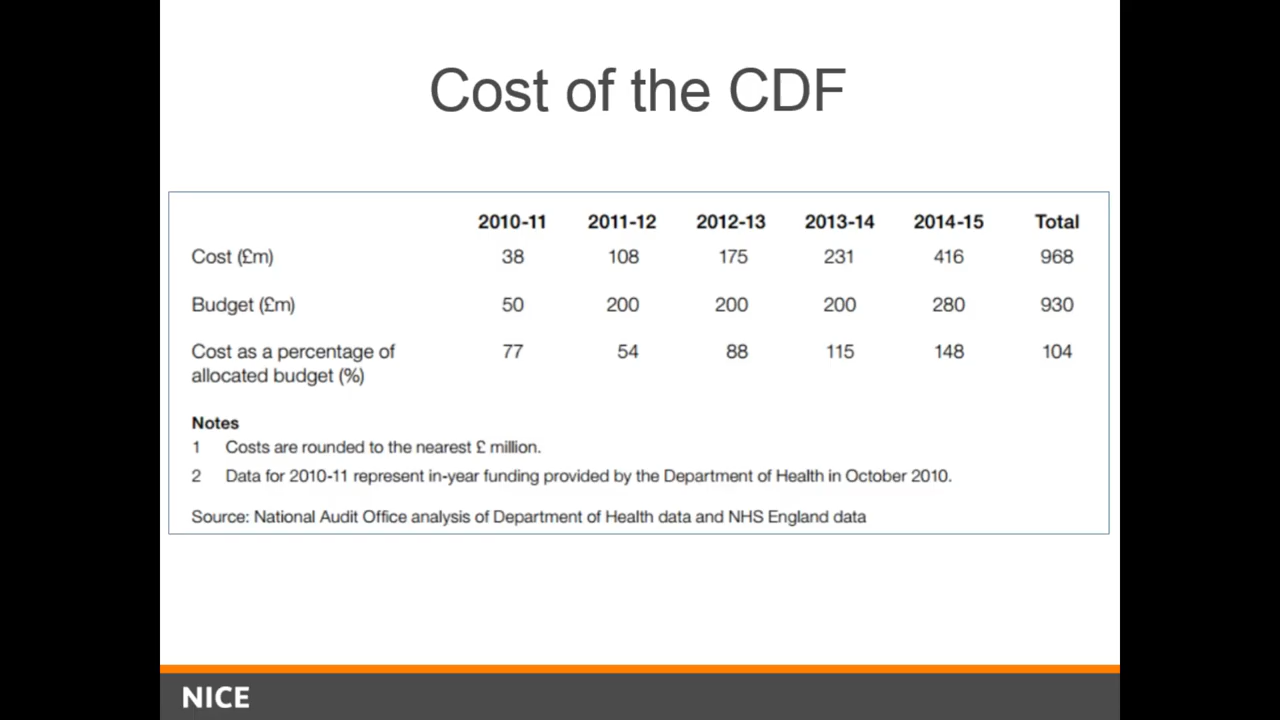 Cost of the CDF
2010-11 2011-12 2012-13 2013-14 2014-15 Total
Cost (£m) 38 108 175 231 416 968
Budget (£m) 50 200 200 200 280 930
Cost as a percentage of 77 54 88 115 148 104
allocated budget (%)
Notes
1 Costs are rounded to the nearest £ million.
2 Data for 2010-11 represent in-year funding provided by the Department of Health in October 2010.
Source: National Audit Office analysis of Department of Health data and NHS England data
NICE